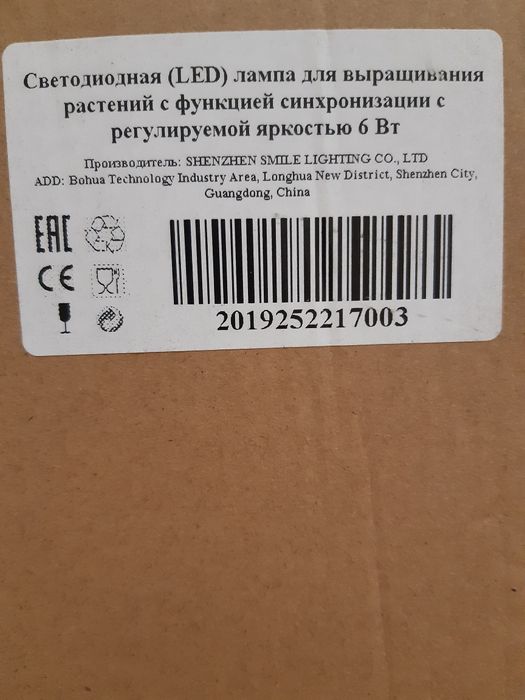 Светодиодная (LED) лампа для выращивания
растений с функцией синхронизации с
регулируемой яркостью 6 Вт
Производитель: SHENZHEN SMILE LIGHTING CO., LTD
ADD: Bohua Technology Industry Area, Longhua New District, Shenzhen City,
Guangdong, China
EAC
CE
2019252217003